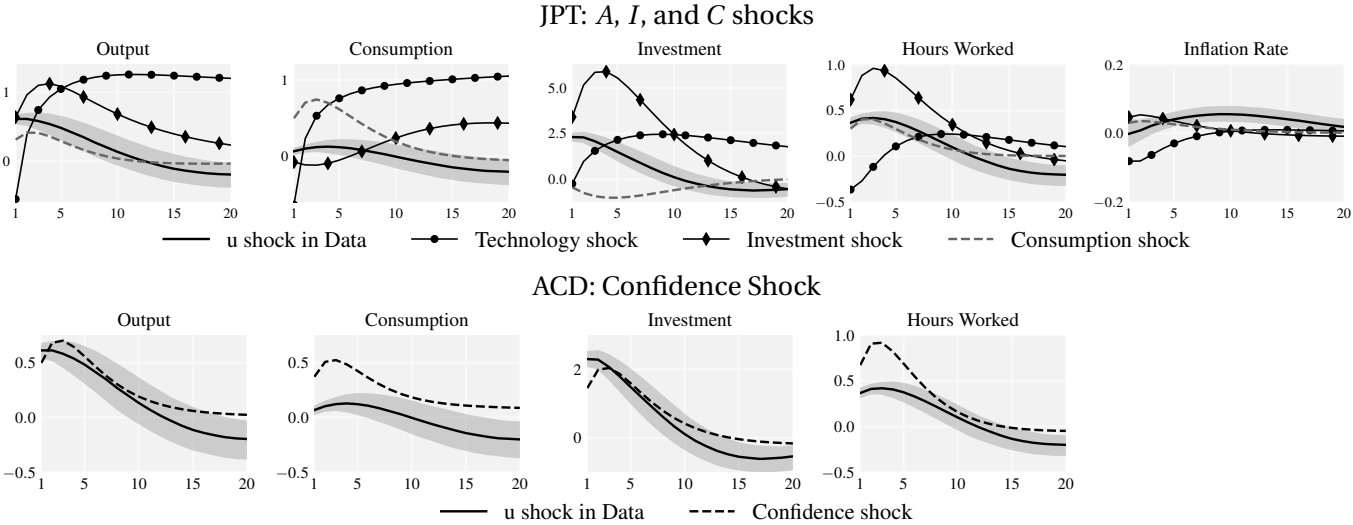 JPT: A, I, and C shocks
Output Consumption Investment Hours Worked Inflation Rate
1
0
1 5 10 15 20
1
0
1 5 10 15 20
5.0
2.5
0.0
1 5 10 15 20
1.0
0.5
0.0
−0.5
1 5 10 15 20
0.2
0.0
−0.2
1 5 10 15 20
u shock in Data Technology shock Investment shock Consumption shock
ACD: Confidence Shock
Output Consumption Investment Hours Worked
0.5
0.0
−0.5
1 5 10 15 20
0.5
0.0
−0.5
1 5 10 15 20
2
0
1 5 10 15 20
1.0
0.5
0.0
−0.5
1 5 10 15 20
u shock in Data Confidence shock